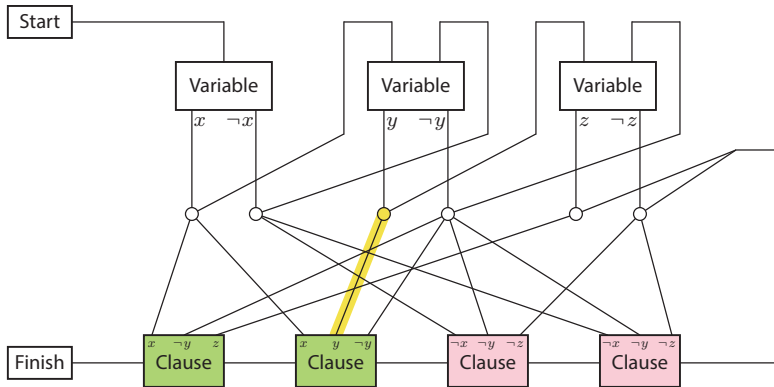 Start
Variable
Variable
Variable
x ¬x
y ¬y
z ¬z
x ¬y z
x y ¬y
¬x ¬y ¬z
¬x ¬y ¬z
Finish
Clause
Clause
Clause
Clause